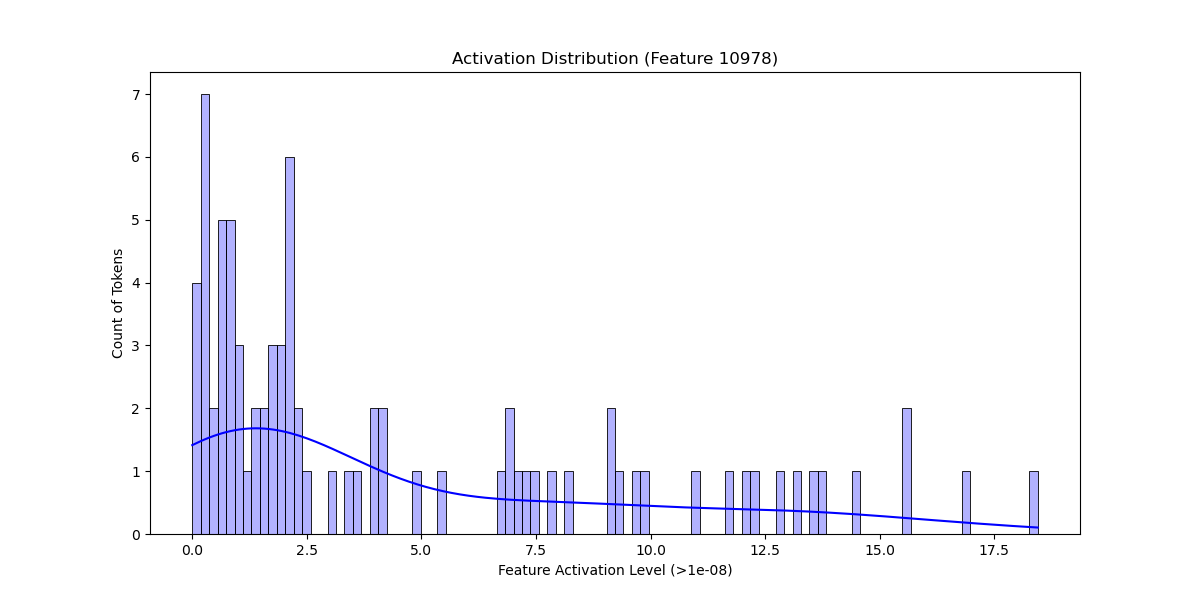 Activation Distribution (Feature 10978)
7
6
5
4
3
2
1
0
Count of Tokens
0.0 2.5 5.0 7.5 10.0 12.5 15.0 17.5
Feature Activation Level (>1e-08)